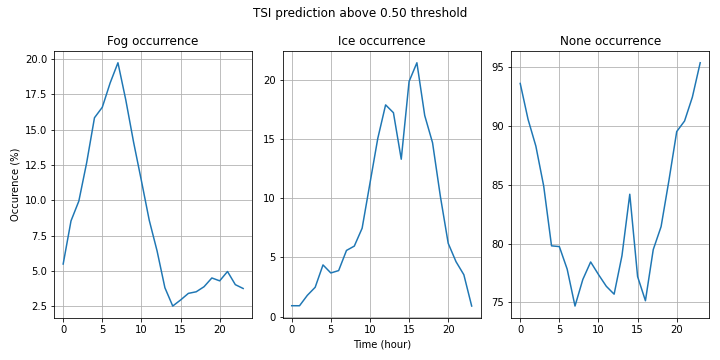 TSI prediction above 0.50 threshold
Fog occurrence
Ice occurrence
None occurrence
Occurence (%)
20.0
17.5
15.0
12.5
10.0
7.5
5.0
2.5
0 5 10 15 20
20
15
10
5
0
0 5 10 15 20
95
90
85
80
75
0 5 10 15 20
Time (hour)